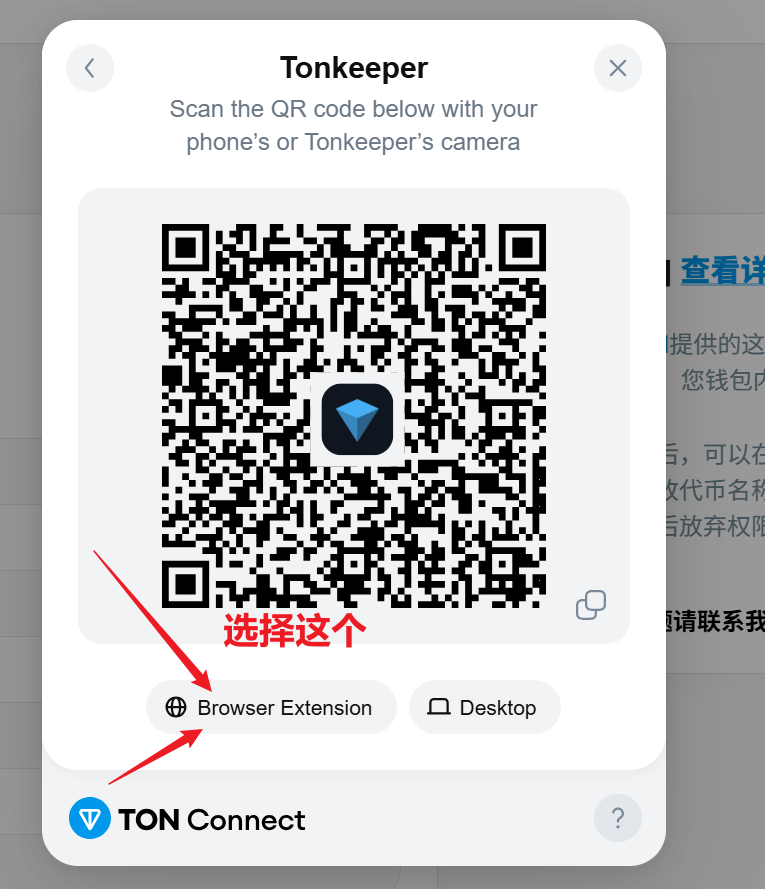 Tonkeeper
Scan the QR code below with your
phone’s or Tonkeeper’s camera
查看详
提供的这
您钱包内
后，可以在
改代币名称
后放弃权限
题请联系我
选择这个
Browser Extension
Desktop
TON Connect
?